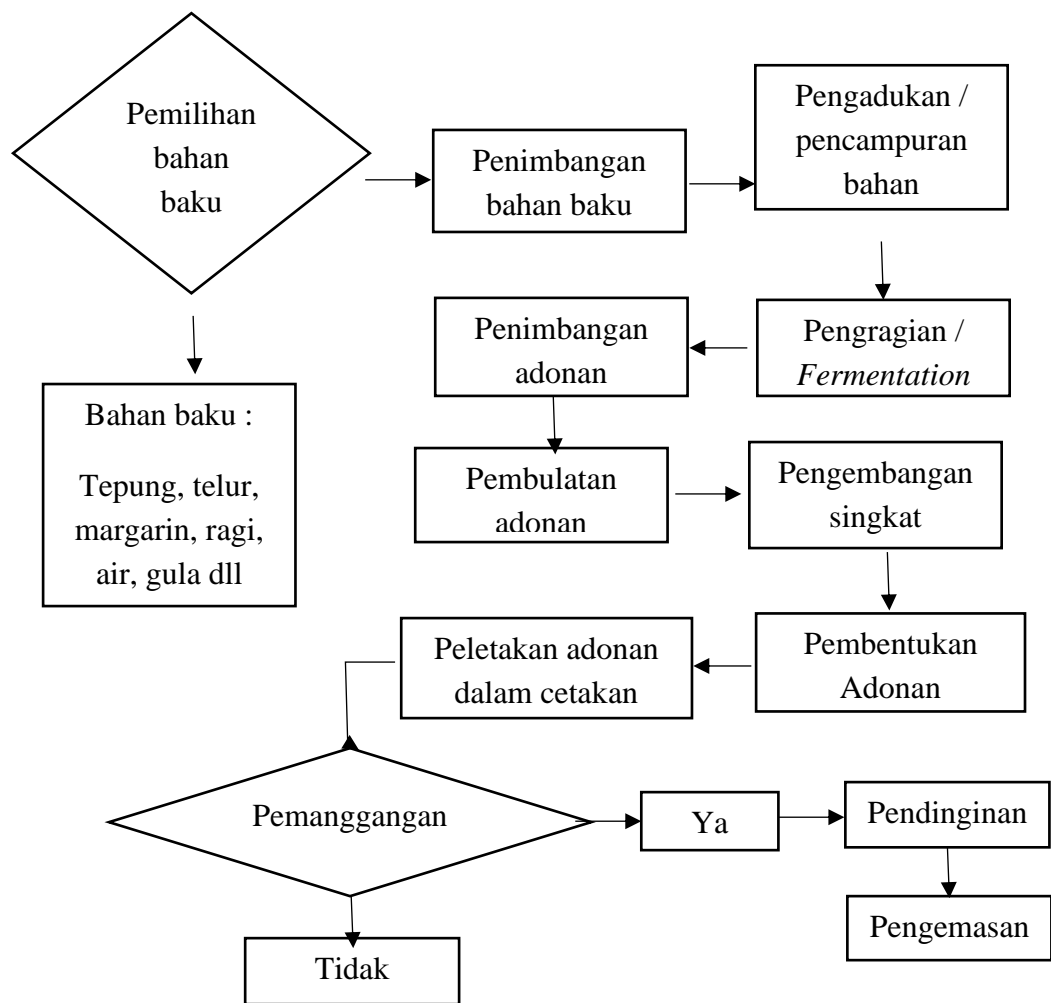 Pemilihan
bahan
baku
Penimbangan
bahan baku
Pengadukan /
pencampuran
bahan
Bahan baku :
Tepung, telur,
margarin, ragi,
air, gula dll
Pengragian /
Fermentation
Penimbangan
adonan
Pembulatan
adonan
Pengembangan
singkat
Pembentukan
Adonan
Peletakan adonan
dalam cetakan
Pemanggangan
Ya
Pendinginan
Pengemasan
Tidak